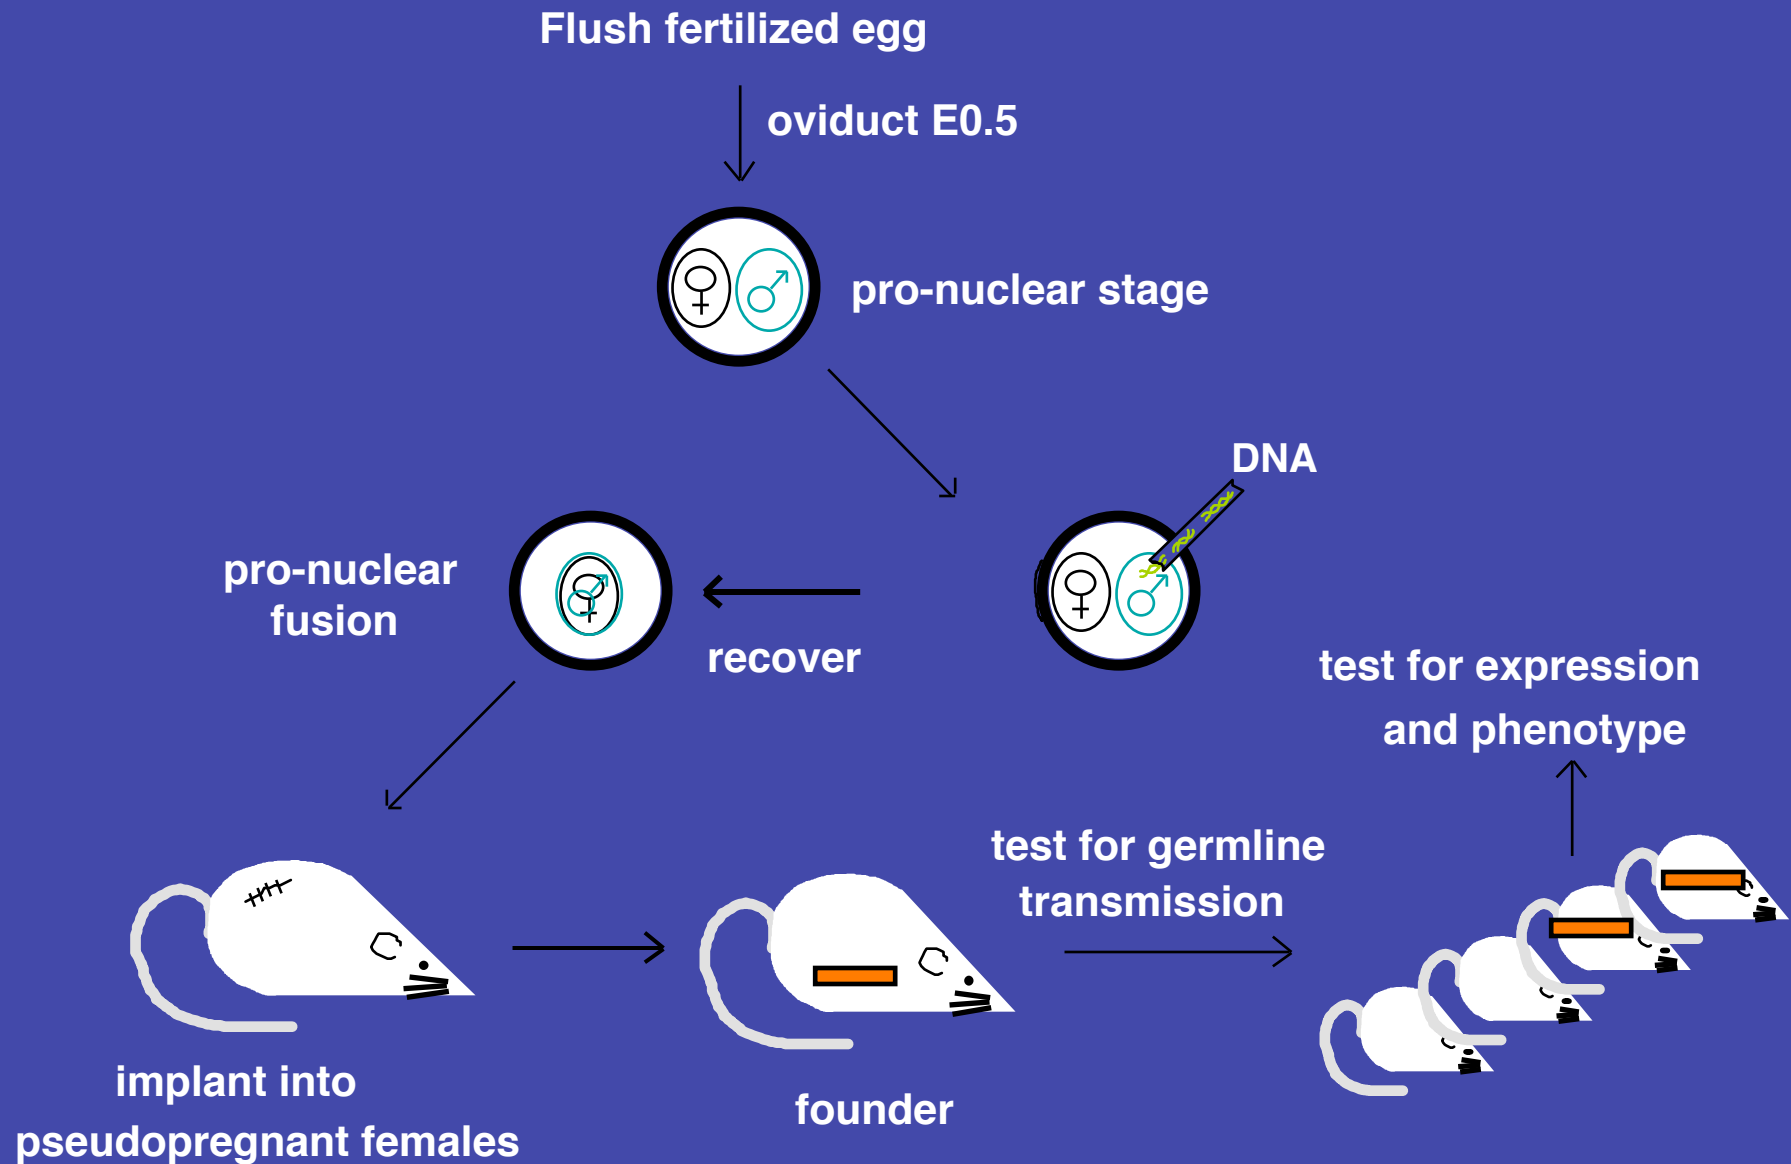 Flush fertilized egg
oviduct E0.5
pro-nuclear stage
DNA
pro-nuclear
fusion
recover
test for expression
and phenotype
test for germline
transmission
implant into
pseudopregnant females
founder